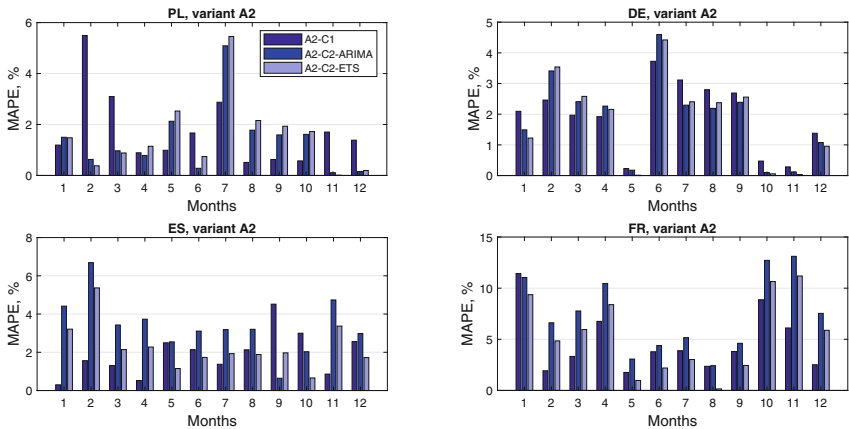 PL, variant A2
MAPE, %
6
4
2
0
A2-C1
A2-C2-ARIMA
A2-C2-ETS
1 2 3 4 5 6 7 8 9 10 11 12
Months
DE, variant A2
MAPE, %
5
4
3
2
1
0
1 2 3 4 5 6 7 8 9 10 11 12
Months
ES, variant A2
MAPE, %
8
6
4
2
0
1 2 3 4 5 6 7 8 9 10 11 12
Months
FR, variant A2
MAPE, %
15
10
5
0
1 2 3 4 5 6 7 8 9 10 11 12
Months